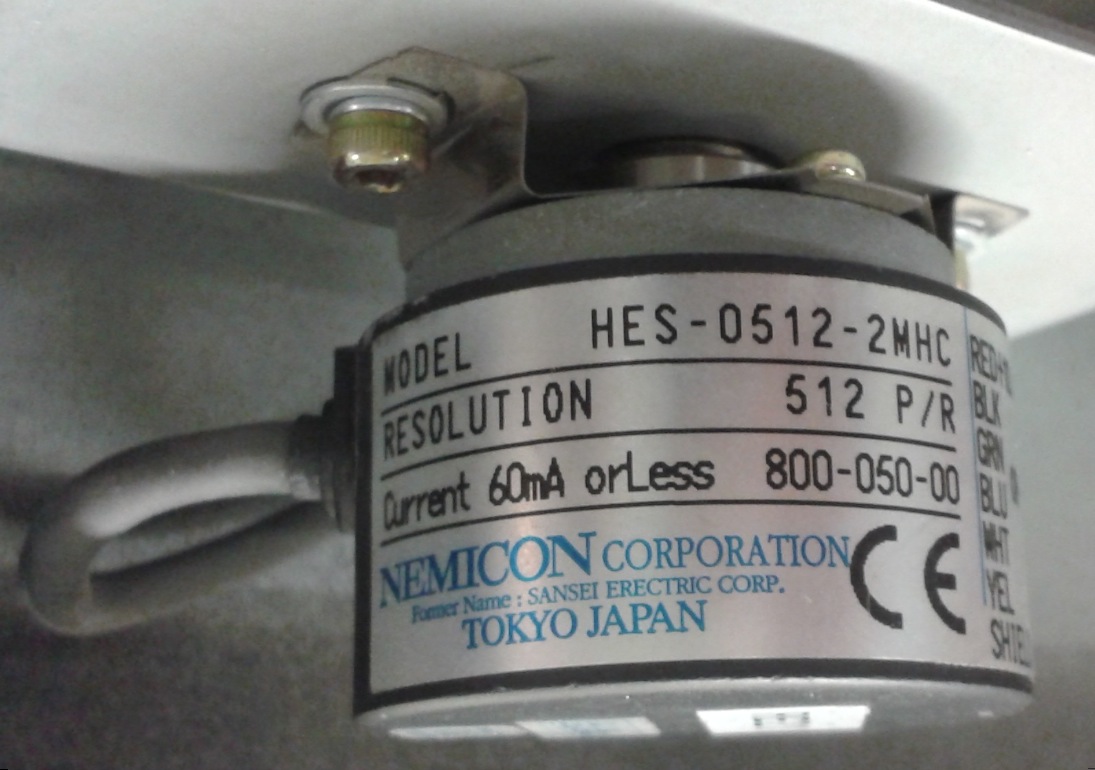 MODEL HES-0512-2MHC
RESOLUTION 512 P/R
Current 60mA orLess 800-050-00
NEMICON CORPORATION
Former Name : SANSEI ERECTRIC CORP.
TOKYO JAPAN
CE
RED
BLK
GRN
BLU
WHT
YEL